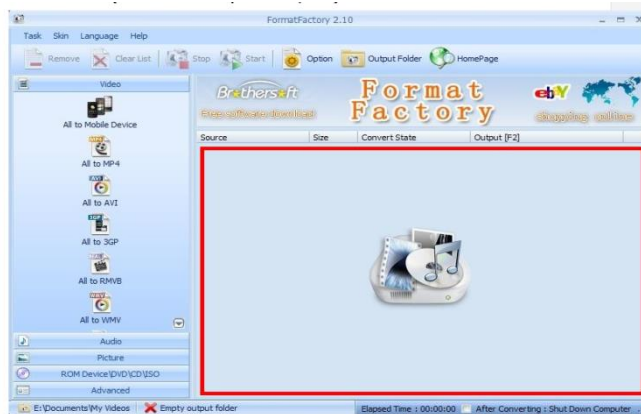 FormatFactory 2.10
Task Skin Language Help
Remove Clear List Stop Start Option Output Folder HomePage
Video
All to Mobile Device
All to MP4
All to AVI
All to 3GP
All to RMVB
All to WMV
Audio
Picture
ROM Device\DVD\CD\ISO
Advanced
Brothersoft
Free software download
Format
Factory
ebY
shopping online
Source Size Convert State Output [F2]
E:\Documents\My Videos Empty output folder Elapsed Time : 00:00:00 After Converting : Shut Down Computer